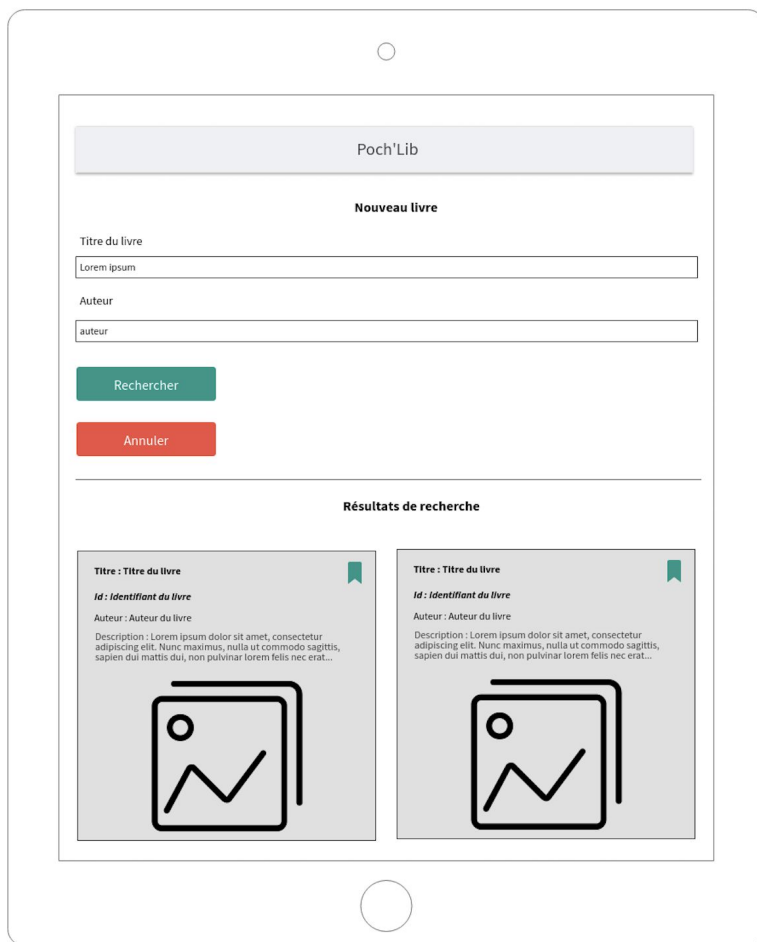 Poch'Lib
Nouveau livre
Titre du livre
Lorem ipsum
Auteur
auteur
Rechercher
Annuler
Résultats de recherche
Titre : Titre du livre
Id : Identifiant du livre
Auteur : Auteur du livre
Description : Lorem ipsum dolor sit amet, consectetur
adipiscing elit. Nunc maximus, nulla ut commodo sagittis,
sapien dui mattis dui, non pulvinar lorem felis nec erat...
Titre : Titre du livre
Id : Identifiant du livre
Auteur : Auteur du livre
Description : Lorem ipsum dolor sit amet, consectetur
adipiscing elit. Nunc maximus, nulla ut commodo sagittis,
sapien dui mattis dui, non pulvinar lorem felis nec erat...